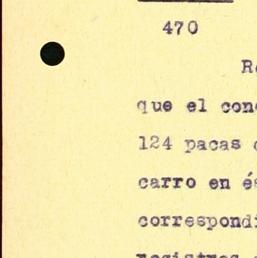 470
R
que el con
124 pacas
carro en é
correspondi